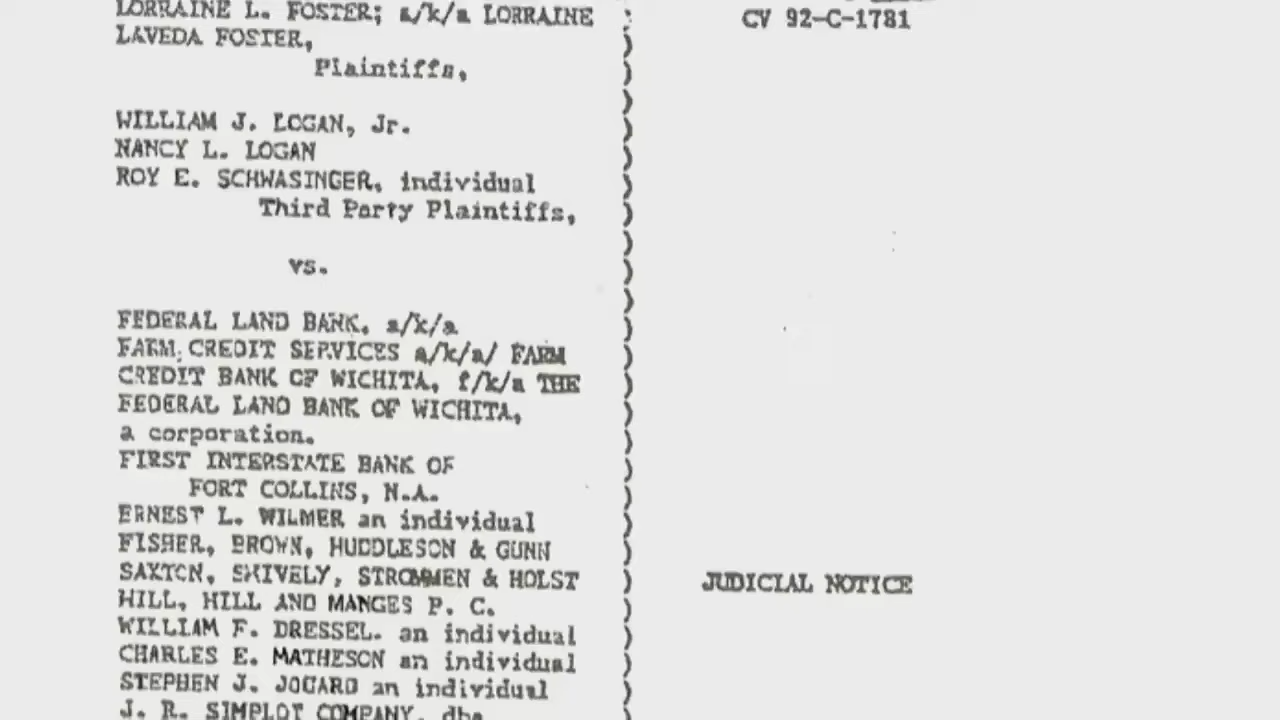 LORRAINE L. FOSTER; a/k/a LORRAINE
LAVEDA FOSTER,
Plaintiffs,
WILLIAM J. LOGAN, Jr.
NANCY L. LOGAN
ROY E. SCHWASINGER, individual
Third Party Plaintiffs,
vs.
FEDERAL LAND BANK, a/k/a
FARM CREDIT SERVICES a/k/a/ FARM
CREDIT BANK OF WICHITA, f/k/a THE
FEDERAL LAND BANK OF WICHITA,
a corporation.
FIRST INTERSTATE BANK OF
FORT COLLINS, N.A.
ERNEST L. WILMER an individual
FISHER, BROWN, HUDDLESON & GUNN
SAXTON, SHIVELY, STROMMEN & HOLST
HILL, HILL AND MANGES P. C.
WILLIAM F. DRESSEL. an individual
CHARLES E. MATHESON an individual
STEPHEN J. JOUARD an individual
J. R. SIMPLOT COMPANY, dba
CV 92-C-1781
JUDICIAL NOTICE